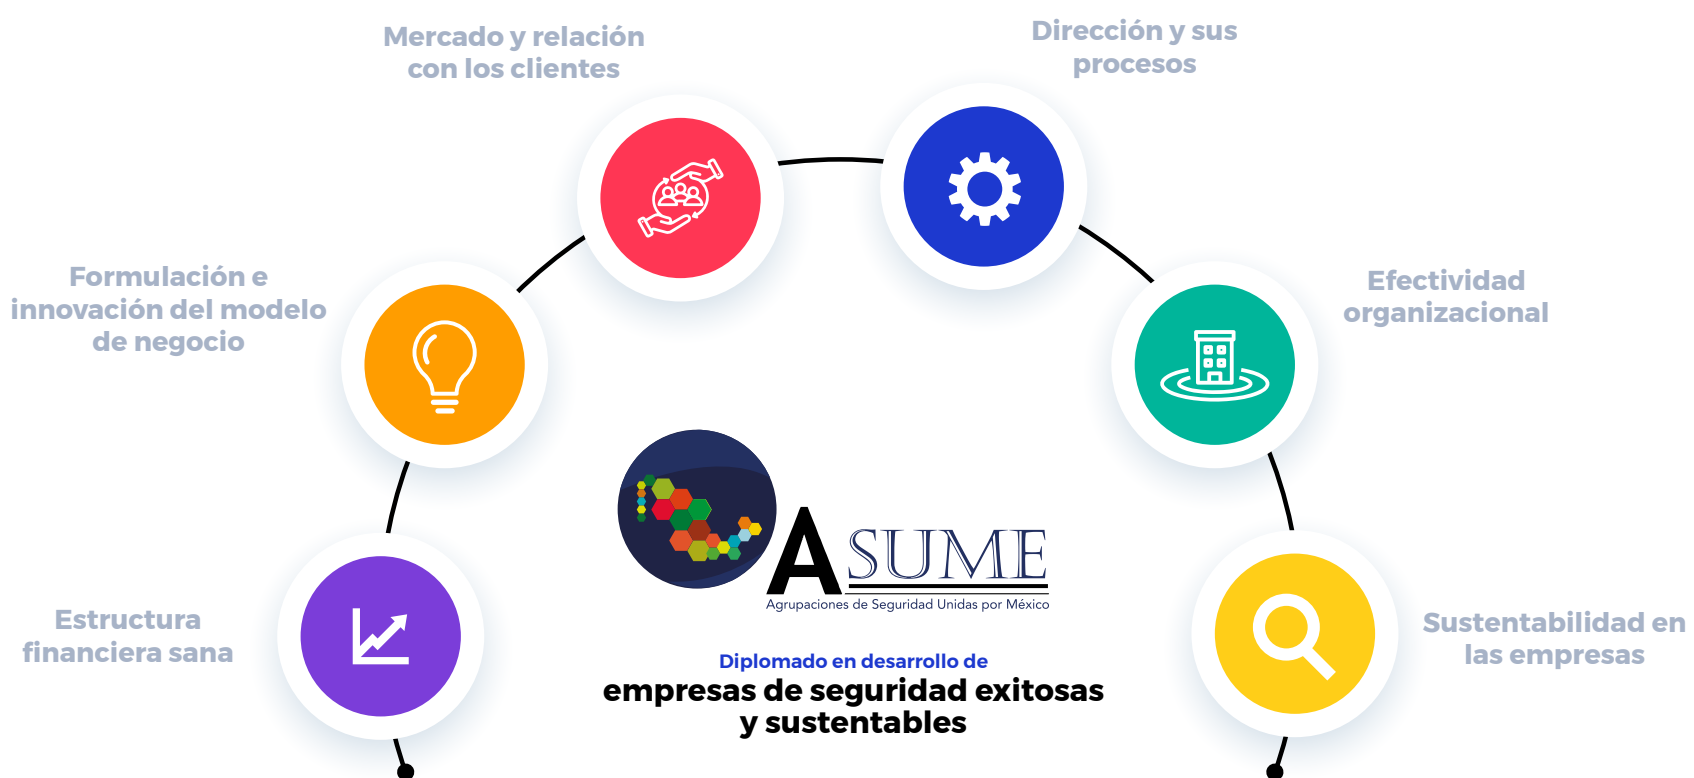 Mercado y relación
con los clientes
Dirección y sus
procesos
Formulación e
innovación del modelo
de negocio
Efectividad
organizacional
Estructura
financiera sana
Sustentabilidad en
las empresas
ASUME
Agrupaciones de Seguridad Unidas por México
Diplomado en desarrollo de
empresas de seguridad exitosas
y sustentables